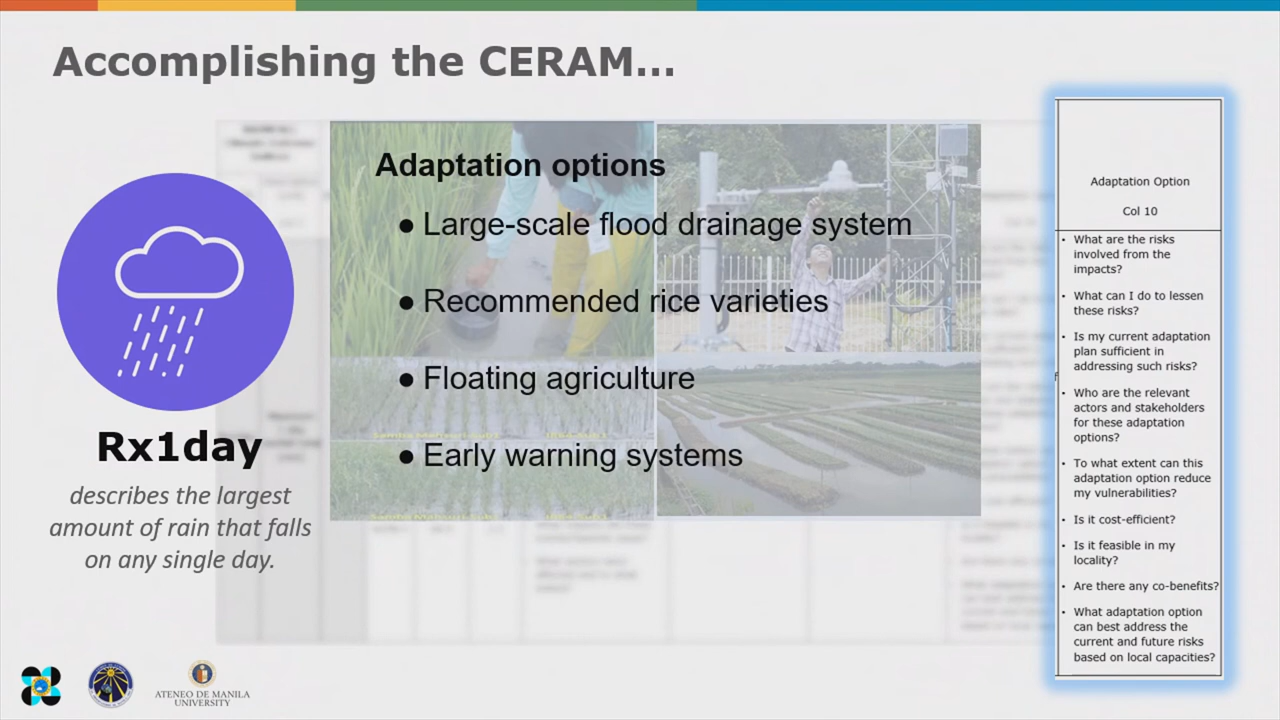 Accomplishing the CERAM...
Adaptation options
● Large-scale flood drainage system
● Recommended rice varieties
● Floating agriculture
● Early warning systems
Rx1day
describes the largest
amount of rain that falls
on any single day.
Adaptation Option
Col 10
• What are the risks
involved from the
impacts?
• What can I do to lessen
these risks?
• Is my current adaptation
plan sufficient in
addressing such risks?
• Who are the relevant
actors and stakeholders
for these adaptation
options?
• To what extent can this
adaptation option reduce
my vulnerabilities?
• Is it cost-efficient?
• Is it feasible in my
locality?
• Are there any co-benefits?
• What adaptation option
can best address the
current and future risks
based on local capacities?
ATENEO DE MANILA
UNIVERSITY